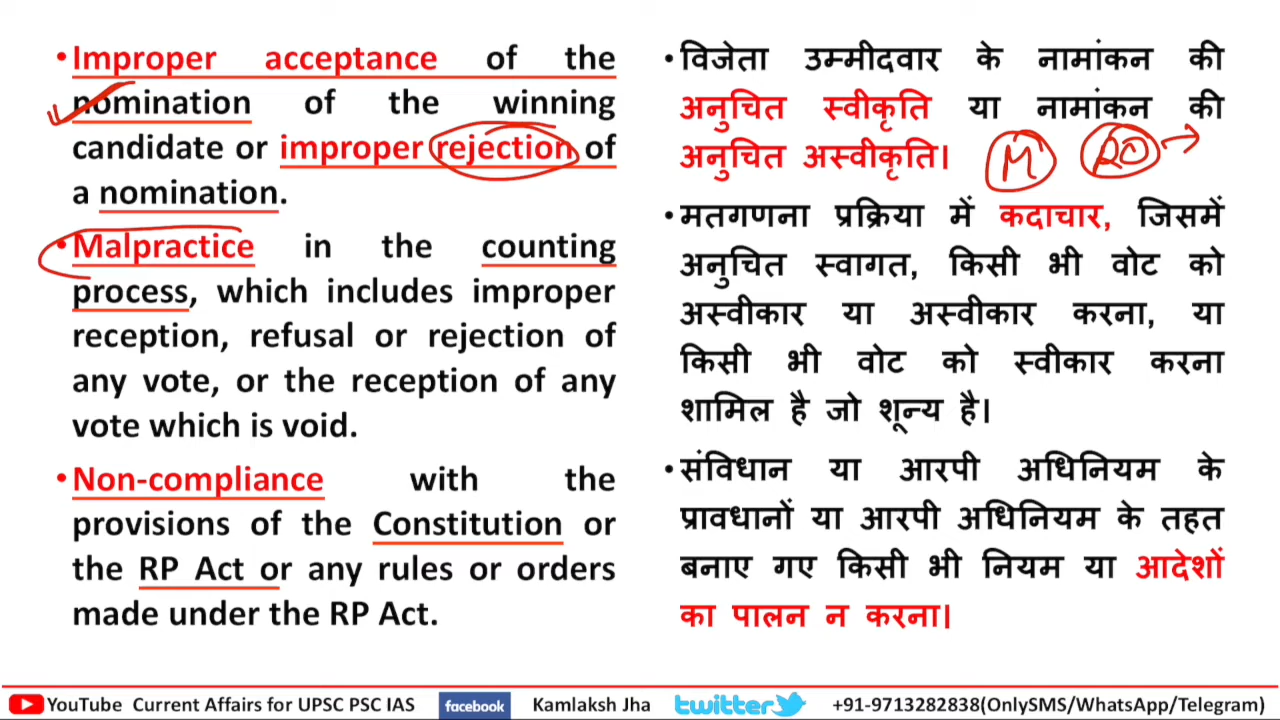 •Improper acceptance of the
nomination of the winning
candidate or improper rejection of
a nomination.
•Malpractice in the counting
process, which includes improper
reception, refusal or rejection of
any vote, or the reception of any
vote which is void.
•Non-compliance with the
provisions of the Constitution or
the RP Act or any rules or orders
made under the RP Act.
•विजेता उम्मीदवार के नामांकन की
अनुचित स्वीकृति या नामांकन की
अनुचित अस्वीकृति।
M RO
•मतगणना प्रक्रिया में कदाचार, जिसमें
अनुचित स्वागत, किसी भी वोट को
अस्वीकार या अस्वीकार करना, या
किसी भी वोट को स्वीकार करना
शामिल है जो शून्य है।
•संविधान या आरपी अधिनियम के
प्रावधानों या आरपी अधिनियम के तहत
बनाए गए किसी भी नियम या आदेशों
का पालन न करना।
YouTube Current Affairs for UPSC PSC IAS facebook Kamlaksh Jha twitter +91-9713282838(OnlySMS/WhatsApp/Telegram)